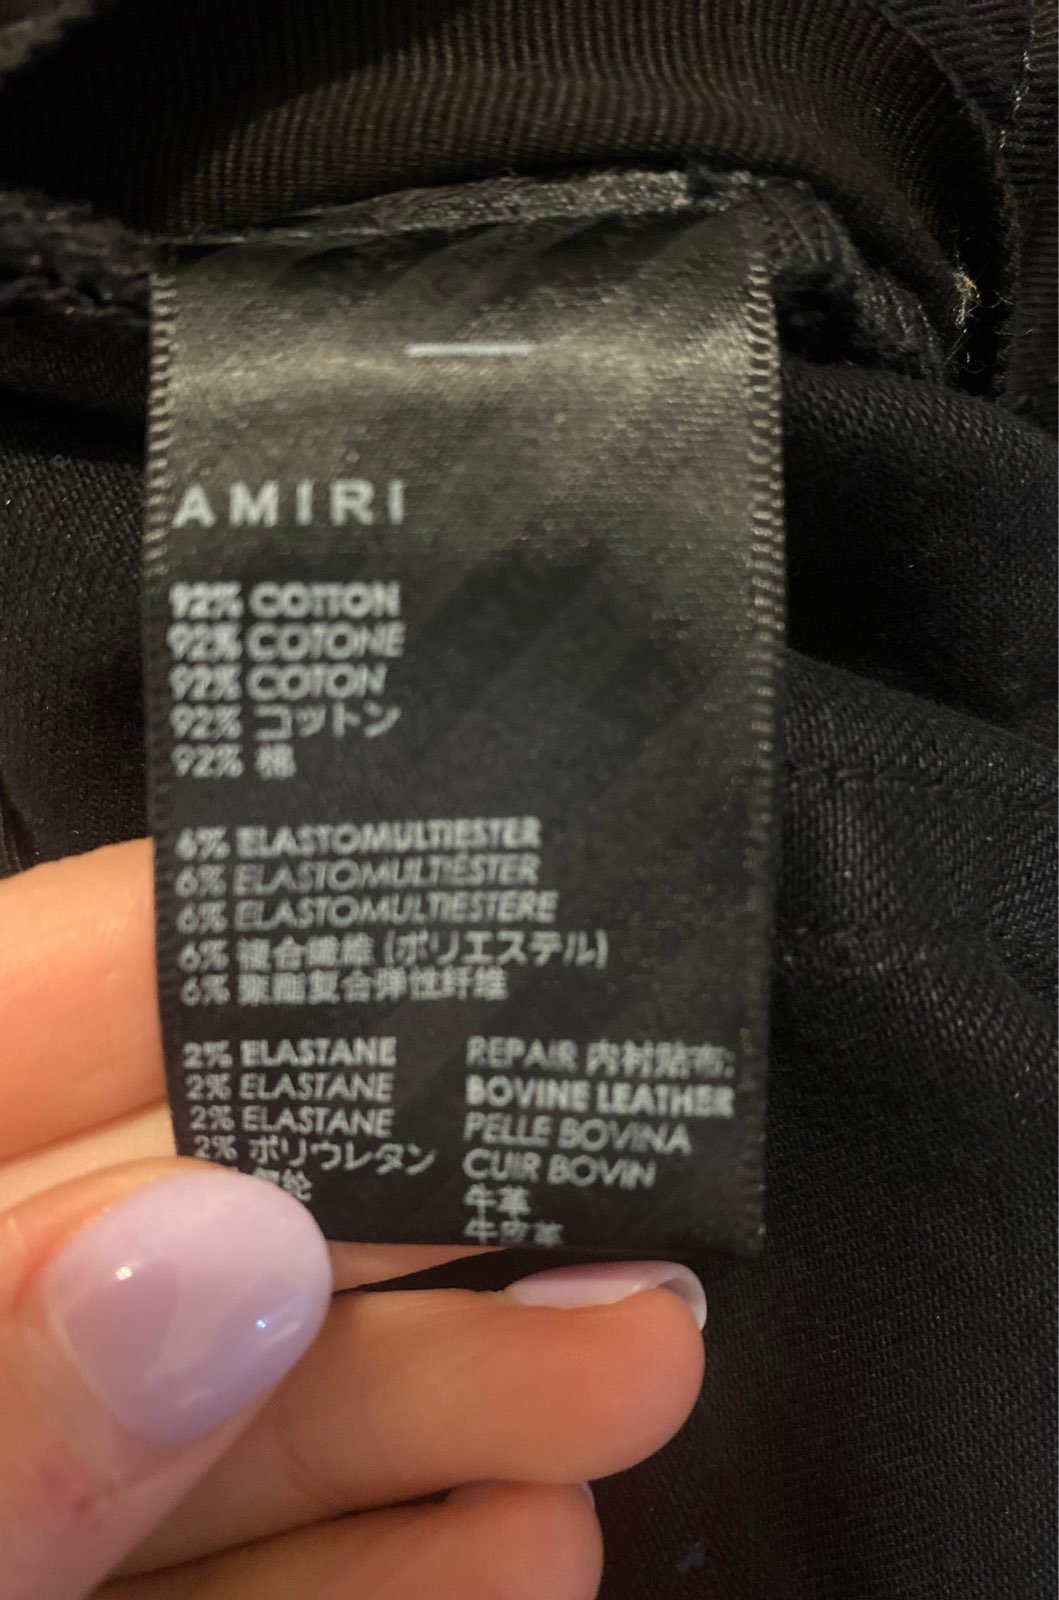 AMIRI
92% COTTON
92% COTONE
92% COTON
92% コットン
92% 棉
6% ELASTOMULTIESTER
6% ELASTOMULTIÉSTER
6% ELASTOMULTIESTERE
6% 複合繊維 (ポリエステル)
6% 聚酯复合弹性纤维
2% ELASTANE
2% ELASTANE
2% ELASTANE
2% ポリウレタン
REPAIR 内衬贴布:
BOVINE LEATHER
PELLE BOVINA
CUIR BOVIN
牛革
牛皮革